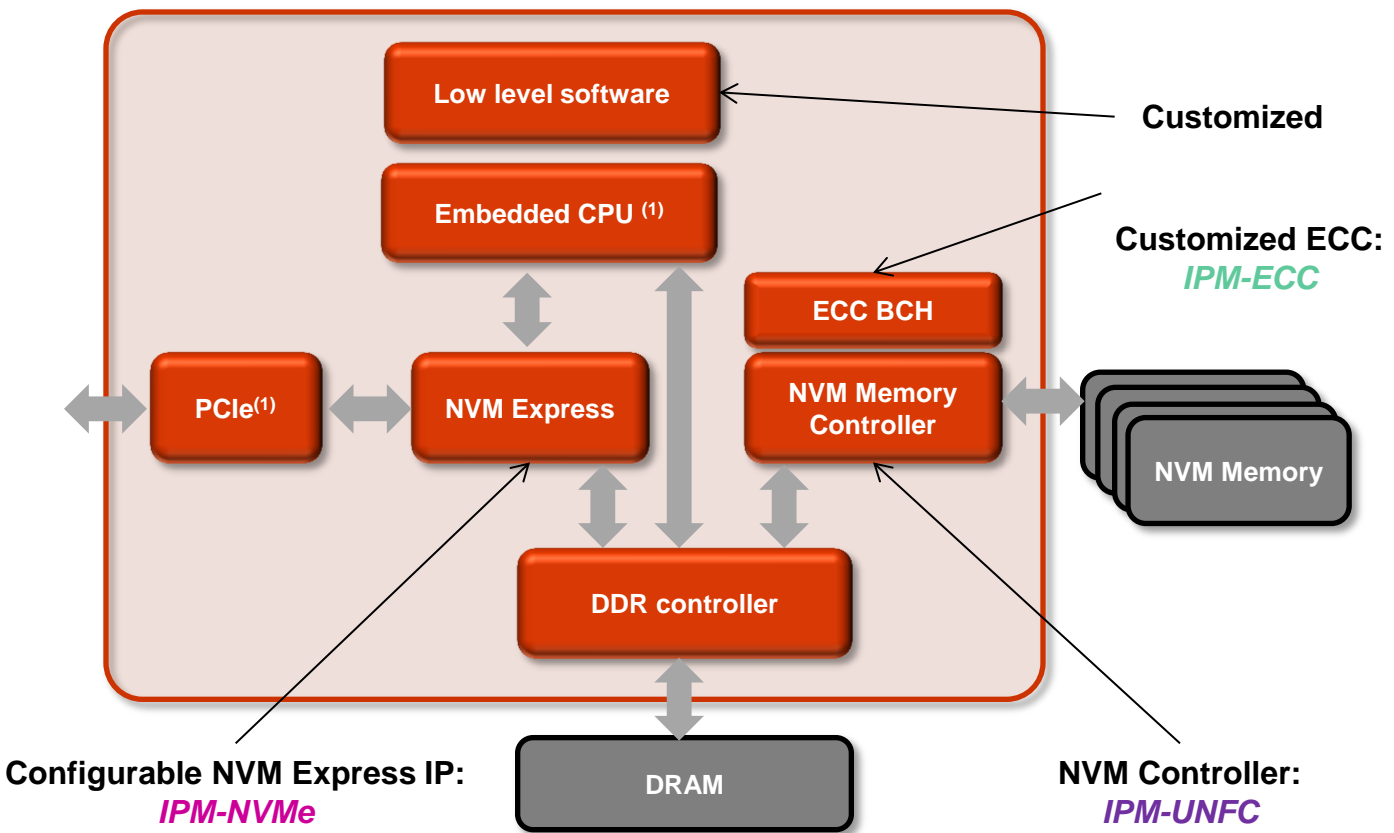 Low level software
Customized
Embedded CPU (1)
Customized ECC:
IPM-ECC
ECC BCH
PCIe(1)
NVM Express
NVM Memory
Controller
NVM Memory
DDR controller
Configurable NVM Express IP:
IPM-NVMe
DRAM
NVM Controller:
IPM-UNFC